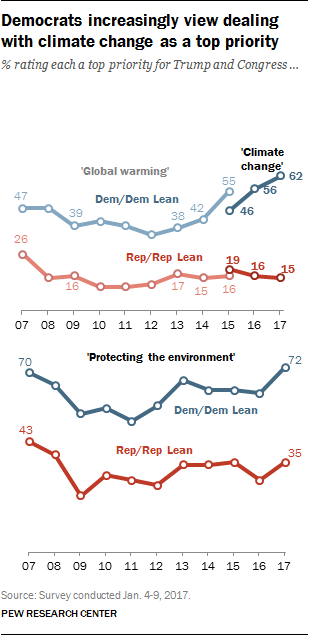 Democrats increasingly view dealing
with climate change as a top priority
% rating each a top priority for Trump and Congress ...
'Climate
change'
'Global warming'
47
39
38
42
55
46
56
62
Dem/Dem Lean
Rep/Rep Lean
26
16
17
15
16
19
16
15
07 08 09 10 11 12 13 14 15 16 17
'Protecting the environment'
70
72
Dem/Dem Lean
Rep/Rep Lean
43
35
07 08 09 10 11 12 13 14 15 16 17
Source: Survey conducted Jan. 4-9, 2017.
PEW RESEARCH CENTER